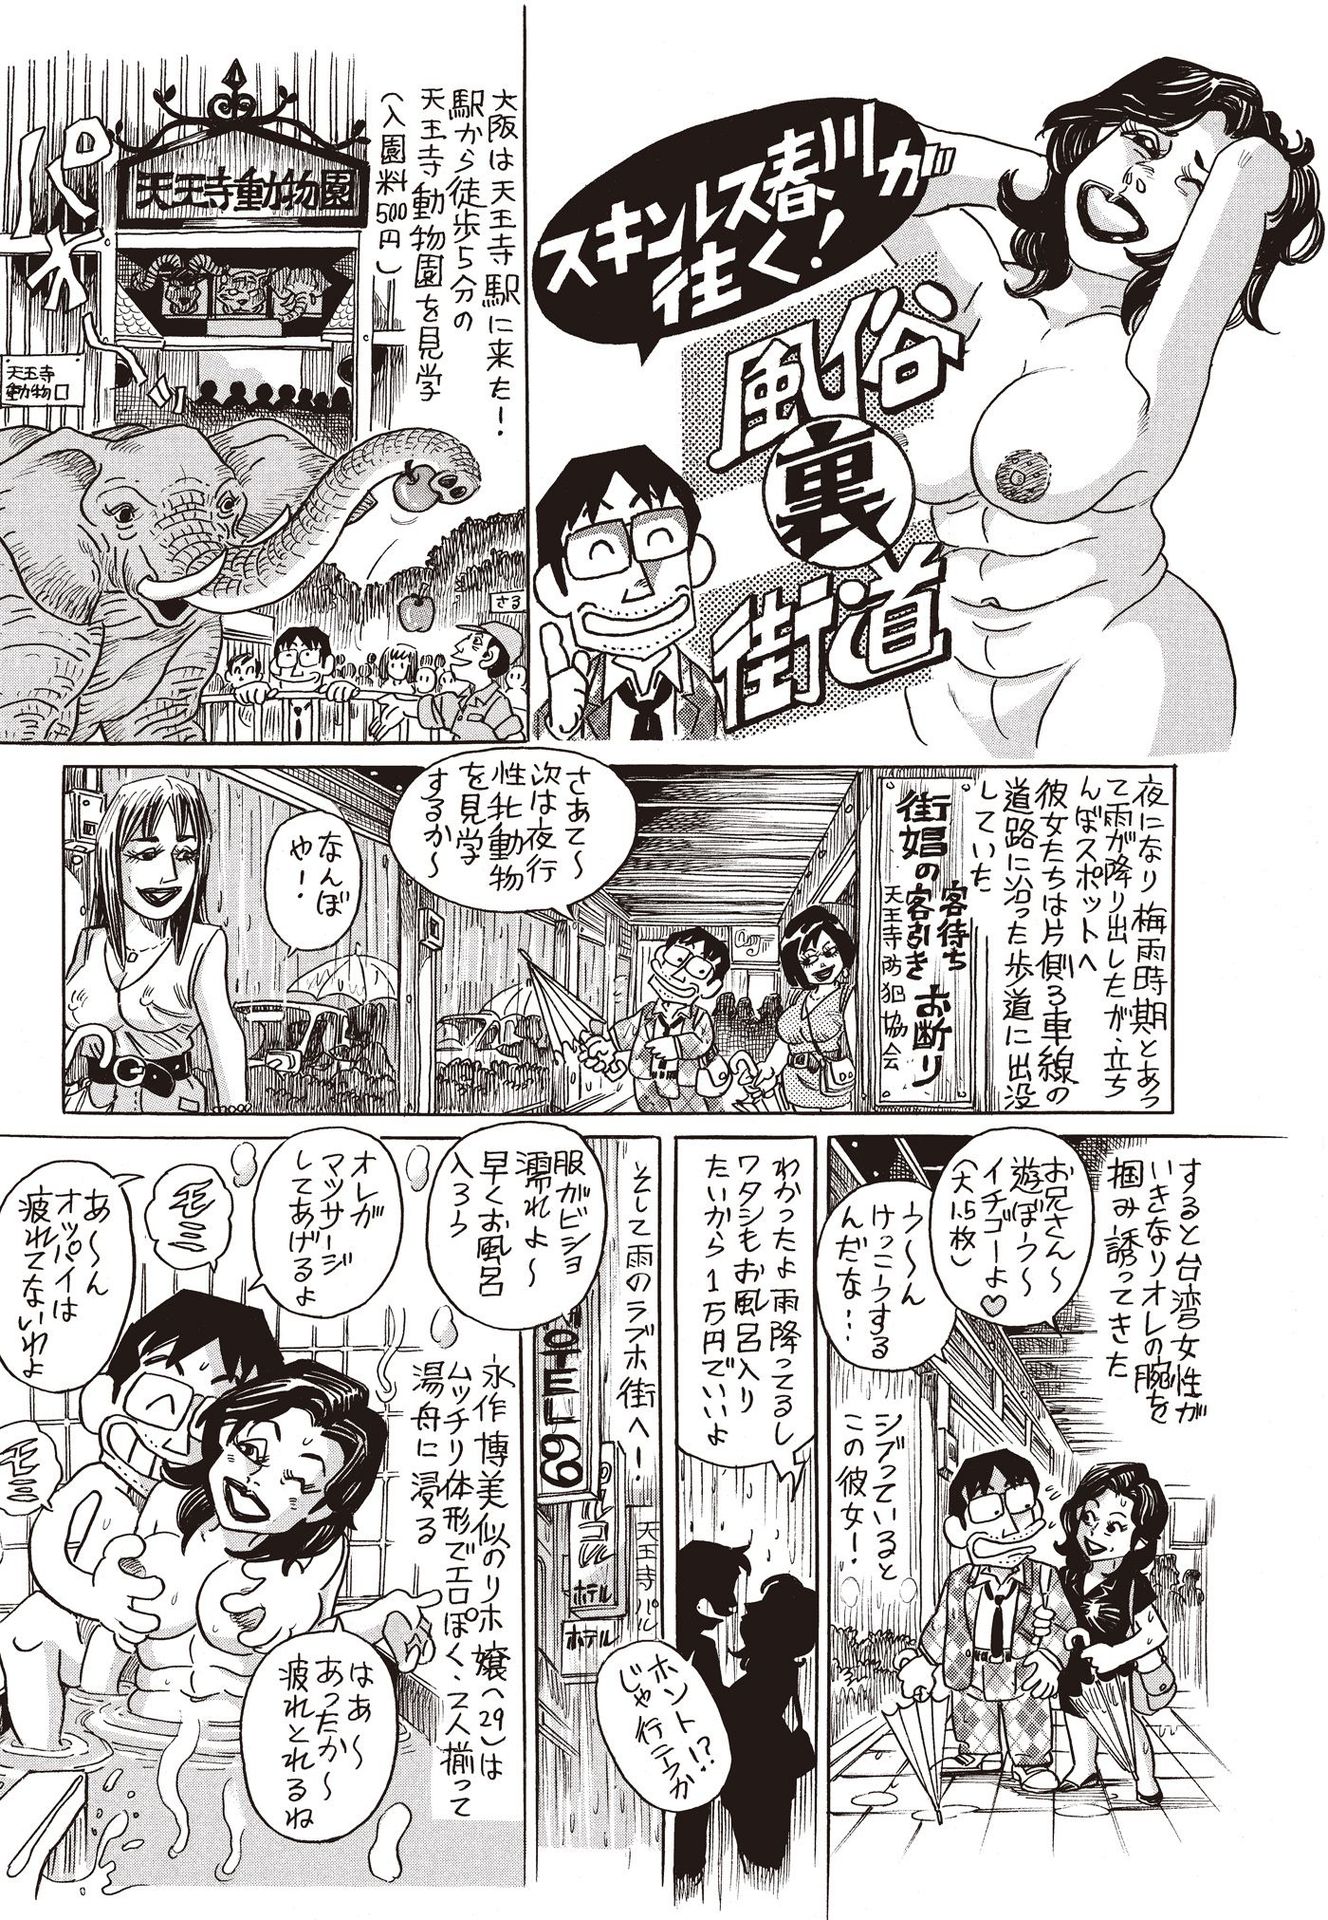 スキンレス春川が
往く!
風俗
裏
街道
大阪は天王寺駅に来た!
駅から徒歩5分の
天王寺動物園を見学
(入園料500円)
天王寺動物園
天王寺
動物口
パオ〜ッ
さる
夜になり梅雨時期とあっ
て雨が降り出したが、立ち
んぼスポットへ
彼女たちは片側3車線の
道路に沿った歩道に出没
していた
客待ち お断り
街娼の客引き
天王寺防犯協会
さあて〜
次は夜行
性牝動物
を見学
するか〜
なんぼ
や!
すると台湾女性が
いきなりオレの腕を
掴み誘ってきた
お兄さん〜
遊ぼ〜う〜
イチゴーよ♡
(大1.5枚)
う〜〜ん
けっこーうする
んだな…
シブっていると
この彼女!
わかったよ雨降ってるし
ワタシもお風呂入り
たいから1万円でいいよ
ホント!?
じゃ行こうか
そして雨のラブホ街へ!
HOTEL 69
ホテル
ホテル
天王寺パル
服がビショ
濡れよ〜
早くお風呂
入ろう
永作博美似のリホ嬢(29)は
ムッチリ体形でエロぽく、2人揃って
湯舟に浸る
オレが
マッサージ
してあげるよ
モミ
あ〜〜ん
オッパイは
疲れてないわよ
モミ
はあ〜
あったか〜
疲れとれるね